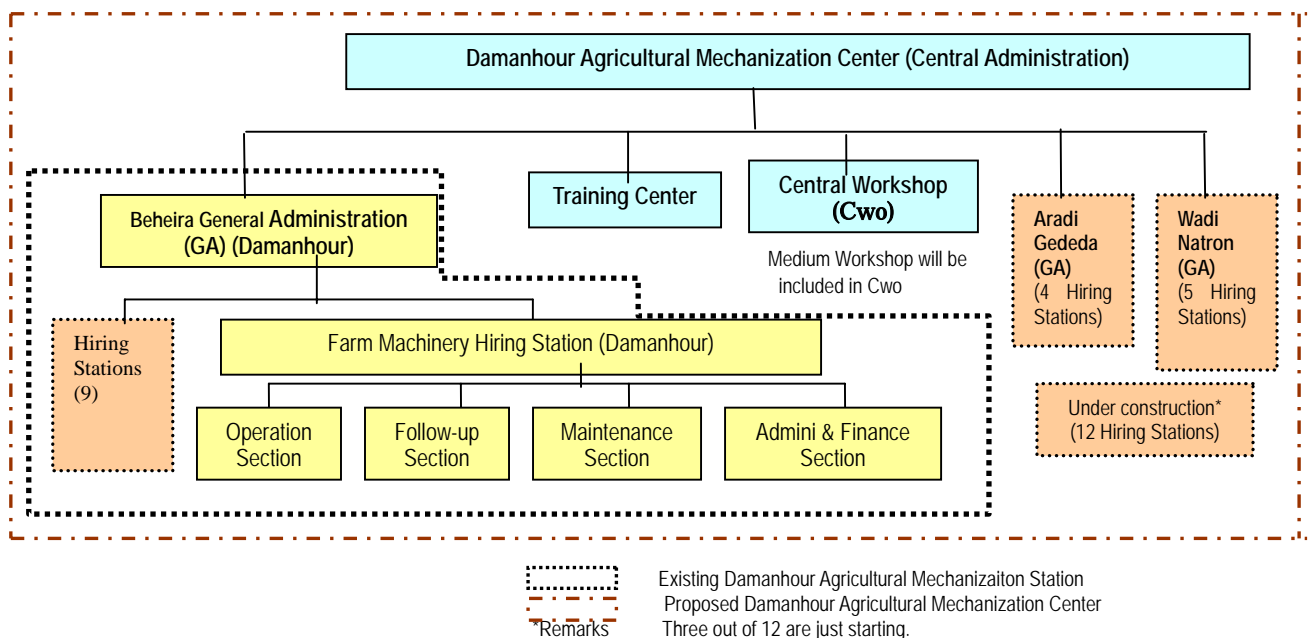 Damanhour Agricultural Mechanization Center (Central Administration)
Beheira General Administration
(GA) (Damanhour)
Training Center
Central Workshop
(Cwo)
Medium Workshop will be
included in Cwo
Aradi
Gededa
(GA)
(4 Hiring
Stations)
Wadi
Natron
(GA)
(5 Hiring
Stations)
Hiring
Stations
(9)
Farm Machinery Hiring Station (Damanhour)
Operation
Section
Follow-up
Section
Maintenance
Section
Admini & Finance
Section
Under construction*
(12 Hiring Stations)
Existing Damanhour Agricultural Mechanizaiton Station
Proposed Damanhour Agricultural Mechanization Center
*Remarks Three out of 12 are just starting.